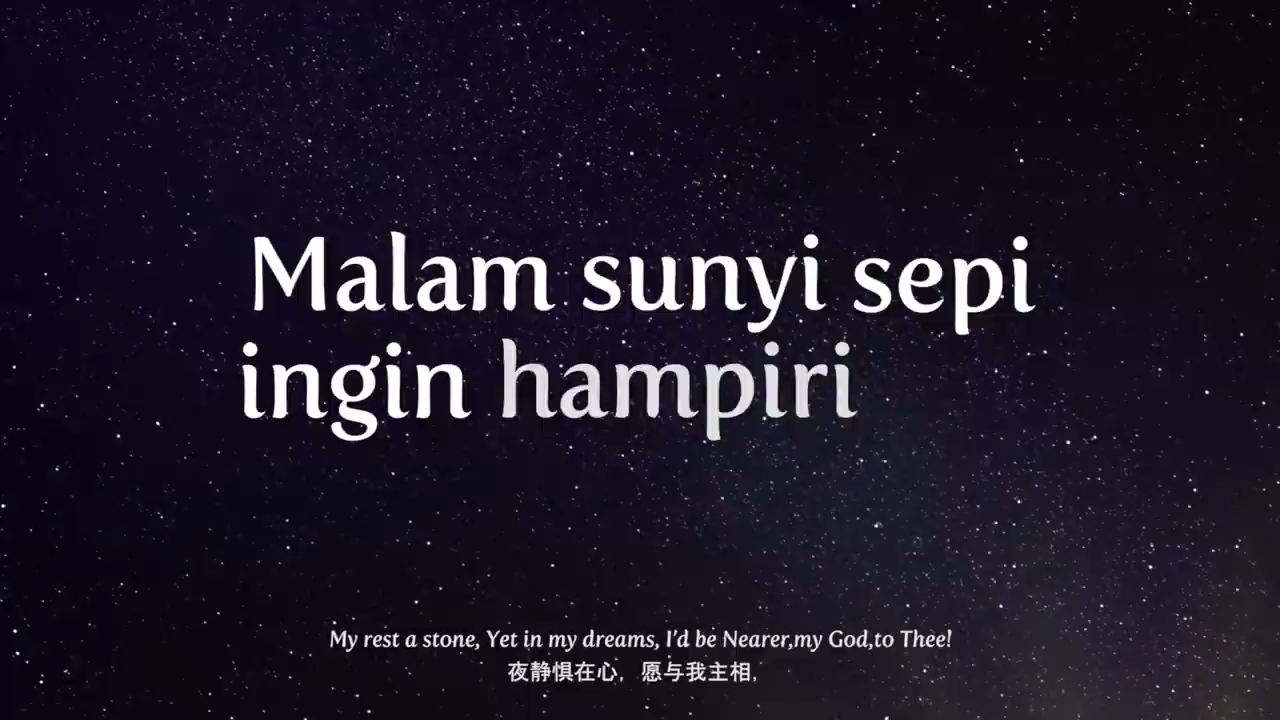 Malam sunyi sepi
ingin hampiri
My rest a stone, Yet in my dreams, I'd be Nearer,my God,to Thee!
夜静惧在心，愿与我主相，